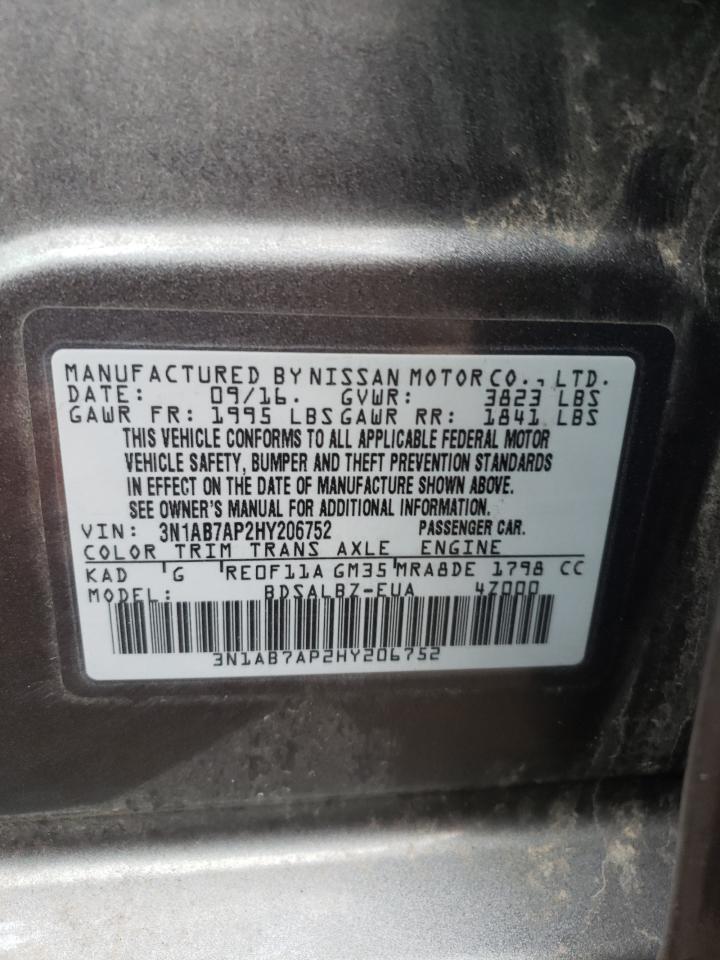 MANUFACTURED BY NISSAN MOTOR CO., LTD.
DATE: 09/16. GVWR: 3823 LBS
GAWR FR: 1995 LBS GAWR RR: 1841 LBS
THIS VEHICLE CONFORMS TO ALL APPLICABLE FEDERAL MOTOR
VEHICLE SAFETY, BUMPER AND THEFT PREVENTION STANDARDS
IN EFFECT ON THE DATE OF MANUFACTURE SHOWN ABOVE.
SEE OWNER'S MANUAL FOR ADDITIONAL INFORMATION.
VIN: 3N1AB7AP2HY206752 PASSENGER CAR.
COLOR TRIM TRANS AXLE ENGINE
KAD G RE0F11A GM35 MRA8DE 1798 CC
MODEL: BDSALBZ-EUA 4Z000
3N1AB7AP2HY206752